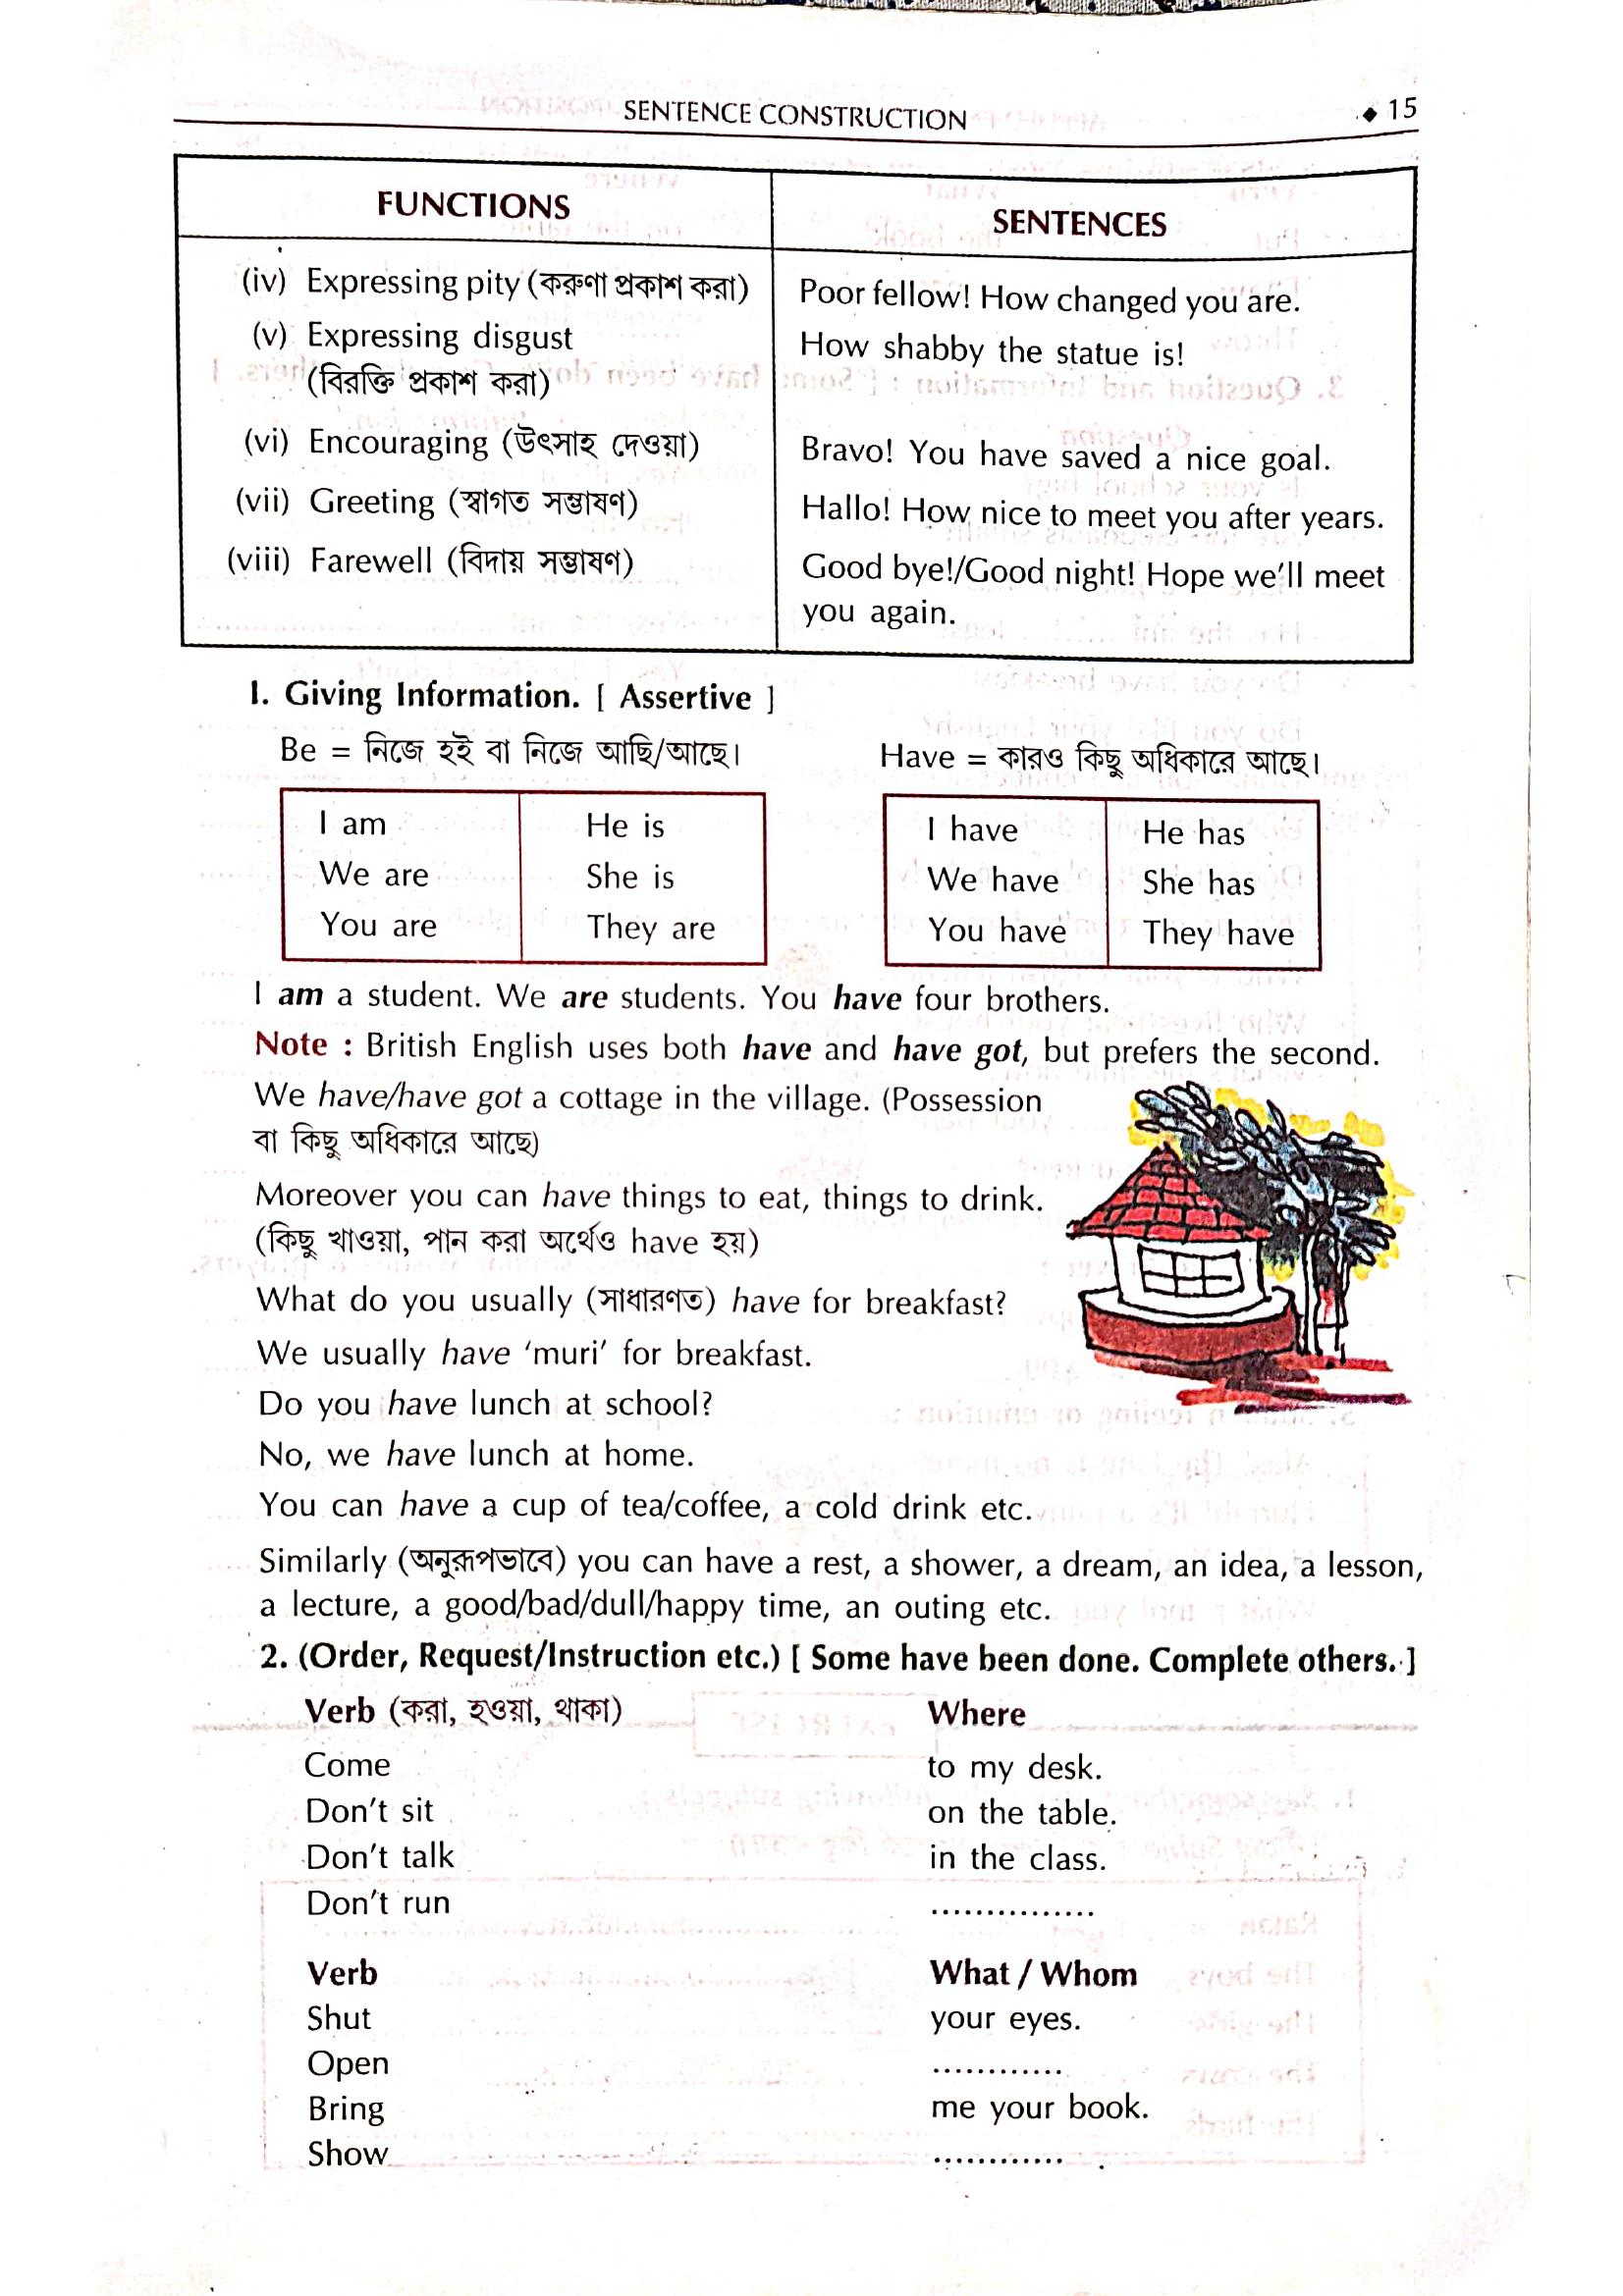 SENTENCE CONSTRUCTION ◆ 15
FUNCTIONS SENTENCES
(iv) Expressing pity (করুণা প্রকাশ করা) Poor fellow! How changed you are.
(v) Expressing disgust How shabby the statue is!
(বিরক্তি প্রকাশ করা)
(vi) Encouraging (উৎসাহ দেওয়া) Bravo! You have saved a nice goal.
(vii) Greeting (স্বাগত সম্ভাষণ) Hallo! How nice to meet you after years.
(viii) Farewell (বিদায় সম্ভাষণ) Good bye!/Good night! Hope we'll meet
you again.
I. Giving Information. [ Assertive ]
Be = নিজে হই বা নিজে আছি/আছে। Have = কারও কিছু অধিকারে আছে।
I am He is I have He has
We are She is We have She has
You are They are You have They have
I am a student. We are students. You have four brothers.
Note : British English uses both have and have got, but prefers the second.
We have/have got a cottage in the village. (Possession
বা কিছু অধিকারে আছে)
Moreover you can have things to eat, things to drink.
(কিছু খাওয়া, পান করা অর্থেও have হয়)
What do you usually (সাধারণত) have for breakfast?
We usually have 'muri' for breakfast.
Do you have lunch at school?
No, we have lunch at home.
You can have a cup of tea/coffee, a cold drink etc.
Similarly (অনুরূপভাবে) you can have a rest, a shower, a dream, an idea, a lesson,
a lecture, a good/bad/dull/happy time, an outing etc.
2. (Order, Request/Instruction etc.) [ Some have been done. Complete others. ]
Verb (করা, হওয়া, থাকা) Where
Come to my desk.
Don't sit on the table.
Don't talk in the class.
Don't run ...............
Verb What / Whom
Shut your eyes.
Open ............
Bring me your book.
Show ............